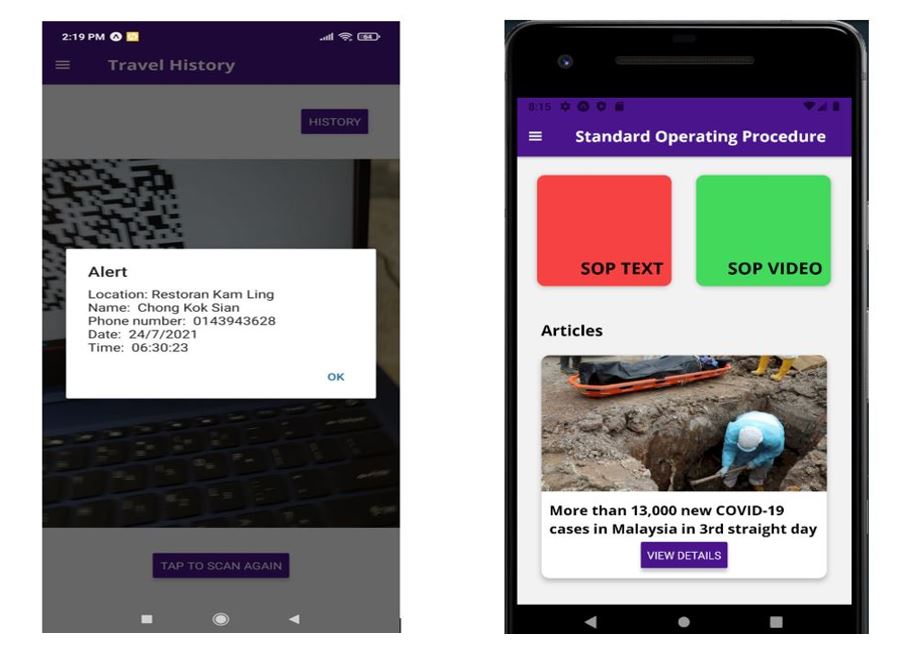 2:19 PM
64
Travel History
HISTORY
Alert
Location: Restoran Kam Ling
Name: Chong Kok Sian
Phone number: 0143943628
Date: 24/7/2021
Time: 06:30:23
OK
TAP TO SCAN AGAIN
8:15
Standard Operating Procedure
SOP TEXT
SOP VIDEO
Articles
More than 13,000 new COVID-19
cases in Malaysia in 3rd straight day
VIEW DETAILS